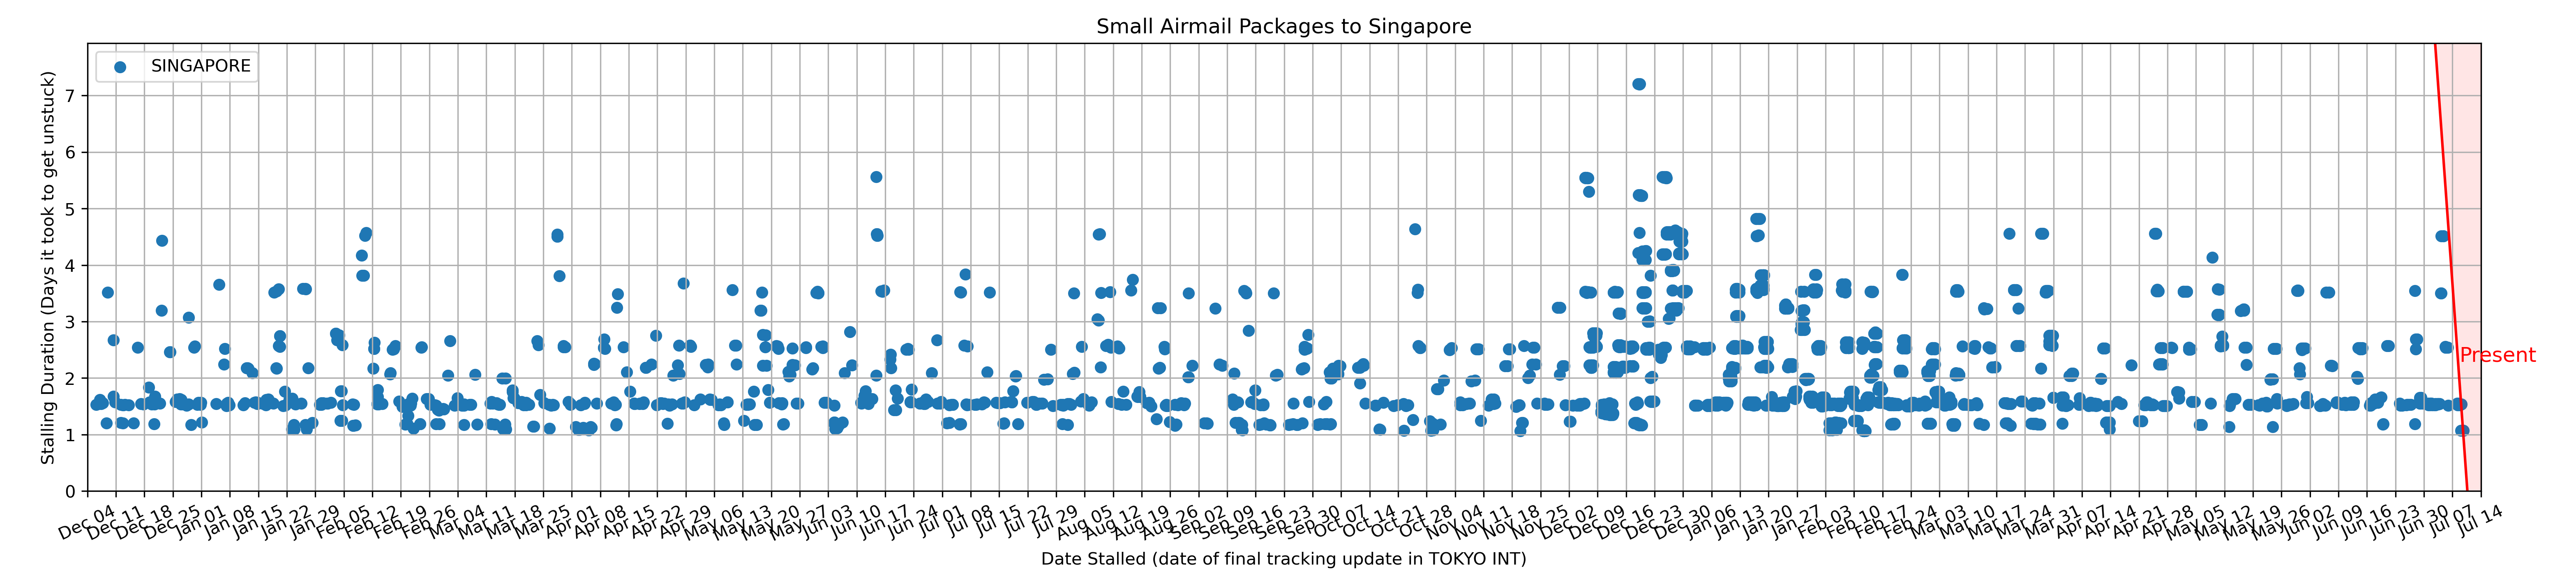 Small Airmail Packages to Singapore
SINGAPORE
Stalling Duration (Days it took to get unstuck)
7
6
5
4
3
2
1
0
Present
Dec 04
Dec 11
Dec 18
Dec 25
Jan 01
Jan 08
Jan 15
Jan 22
Jan 29
Feb 05
Feb 12
Feb 19
Feb 26
Mar 04
Mar 11
Mar 18
Mar 25
Apr 01
Apr 08
Apr 15
Apr 22
Apr 29
May 06
May 13
May 20
May 27
Jun 03
Jun 10
Jun 17
Jun 24
Jul 01
Jul 08
Jul 15
Jul 22
Jul 29
Aug 05
Aug 12
Aug 19
Aug 26
Sep 02
Sep 09
Sep 16
Sep 23
Sep 30
Oct 07
Oct 14
Oct 21
Oct 28
Nov 04
Nov 11
Nov 18
Nov 25
Dec 02
Dec 09
Dec 16
Dec 23
Dec 30
Jan 06
Jan 13
Jan 20
Jan 27
Feb 03
Feb 10
Feb 17
Feb 24
Mar 03
Mar 10
Mar 17
Mar 24
Mar 31
Apr 07
Apr 14
Apr 21
Apr 28
May 05
May 12
May 19
May 26
Jun 02
Jun 09
Jun 16
Jun 23
Jun 30
Jul 07
Jul 14
Date Stalled (date of final tracking update in TOKYO INT)